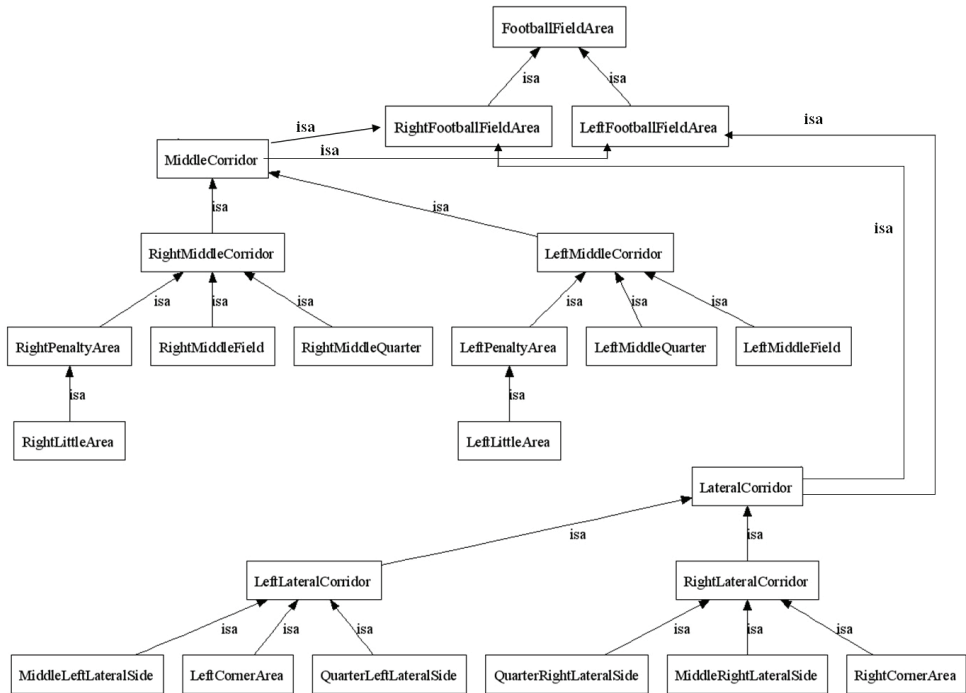 FootballFieldArea
isa
isa
RightFootballFieldArea
LeftFootballFieldArea
isa
isa
isa
MiddleCorridor
isa
isa
isa
RightMiddleCorridor
LeftMiddleCorridor
isa
isa
isa
isa
isa
isa
RightPenaltyArea
RightMiddleField
RightMiddleQuarter
LeftPenaltyArea
LeftMiddleQuarter
LeftMiddleField
isa
isa
RightLittleArea
LeftLittleArea
LateralCorridor
isa
isa
LeftLateralCorridor
RightLateralCorridor
isa
isa
isa
isa
isa
isa
MiddleLeftLateralSide
LeftCornerArea
QuarterLeftLateralSide
QuarterRightLateralSide
MiddleRightLateralSide
RightCornerArea